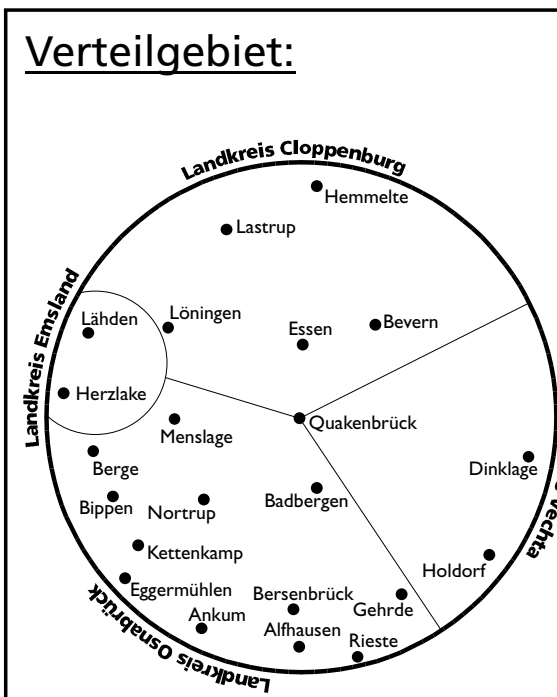 Verteilgebiet:
Landkreis Cloppenburg
Hemmelte
Lastrup
Landkreis Emsland
Lähden
Löningen
Essen
Bevern
Herzlake
Menslage
Quakenbrück
Berge
Dinklage
Bippen
Nortrup
Badbergen
Vechta
Kettenkamp
Holdorf
Eggermühlen
Bersenbrück
Gehrde
Ankum
Alfhausen
Rieste
Landkreis Osnabrück